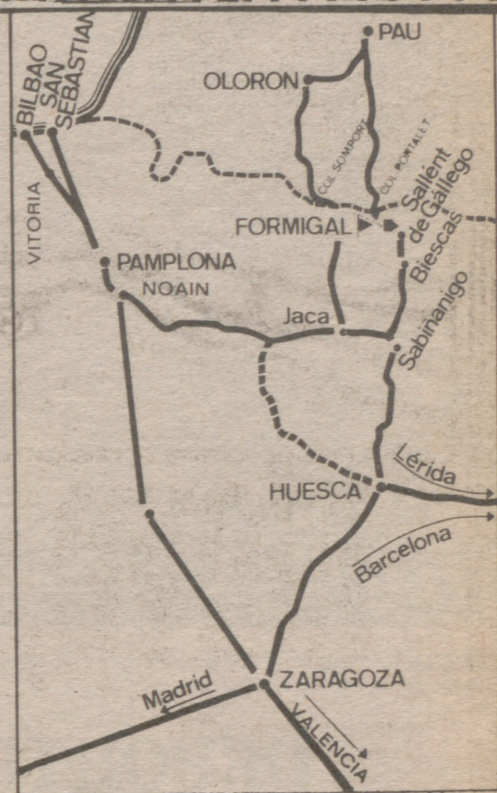 PAU
OLORON
BILBAO
SAN
SEBASTIAN
COL SOMPORT
COL PORTALET
Sallént
de Gallego
VITORIA
FORMIGAL
Biescas
PAMPLONA
NOAIN
Jaca
Sabiñanigo
Lérida
HUESCA
Barcelona
ZARAGOZA
Madrid
VALENCIA